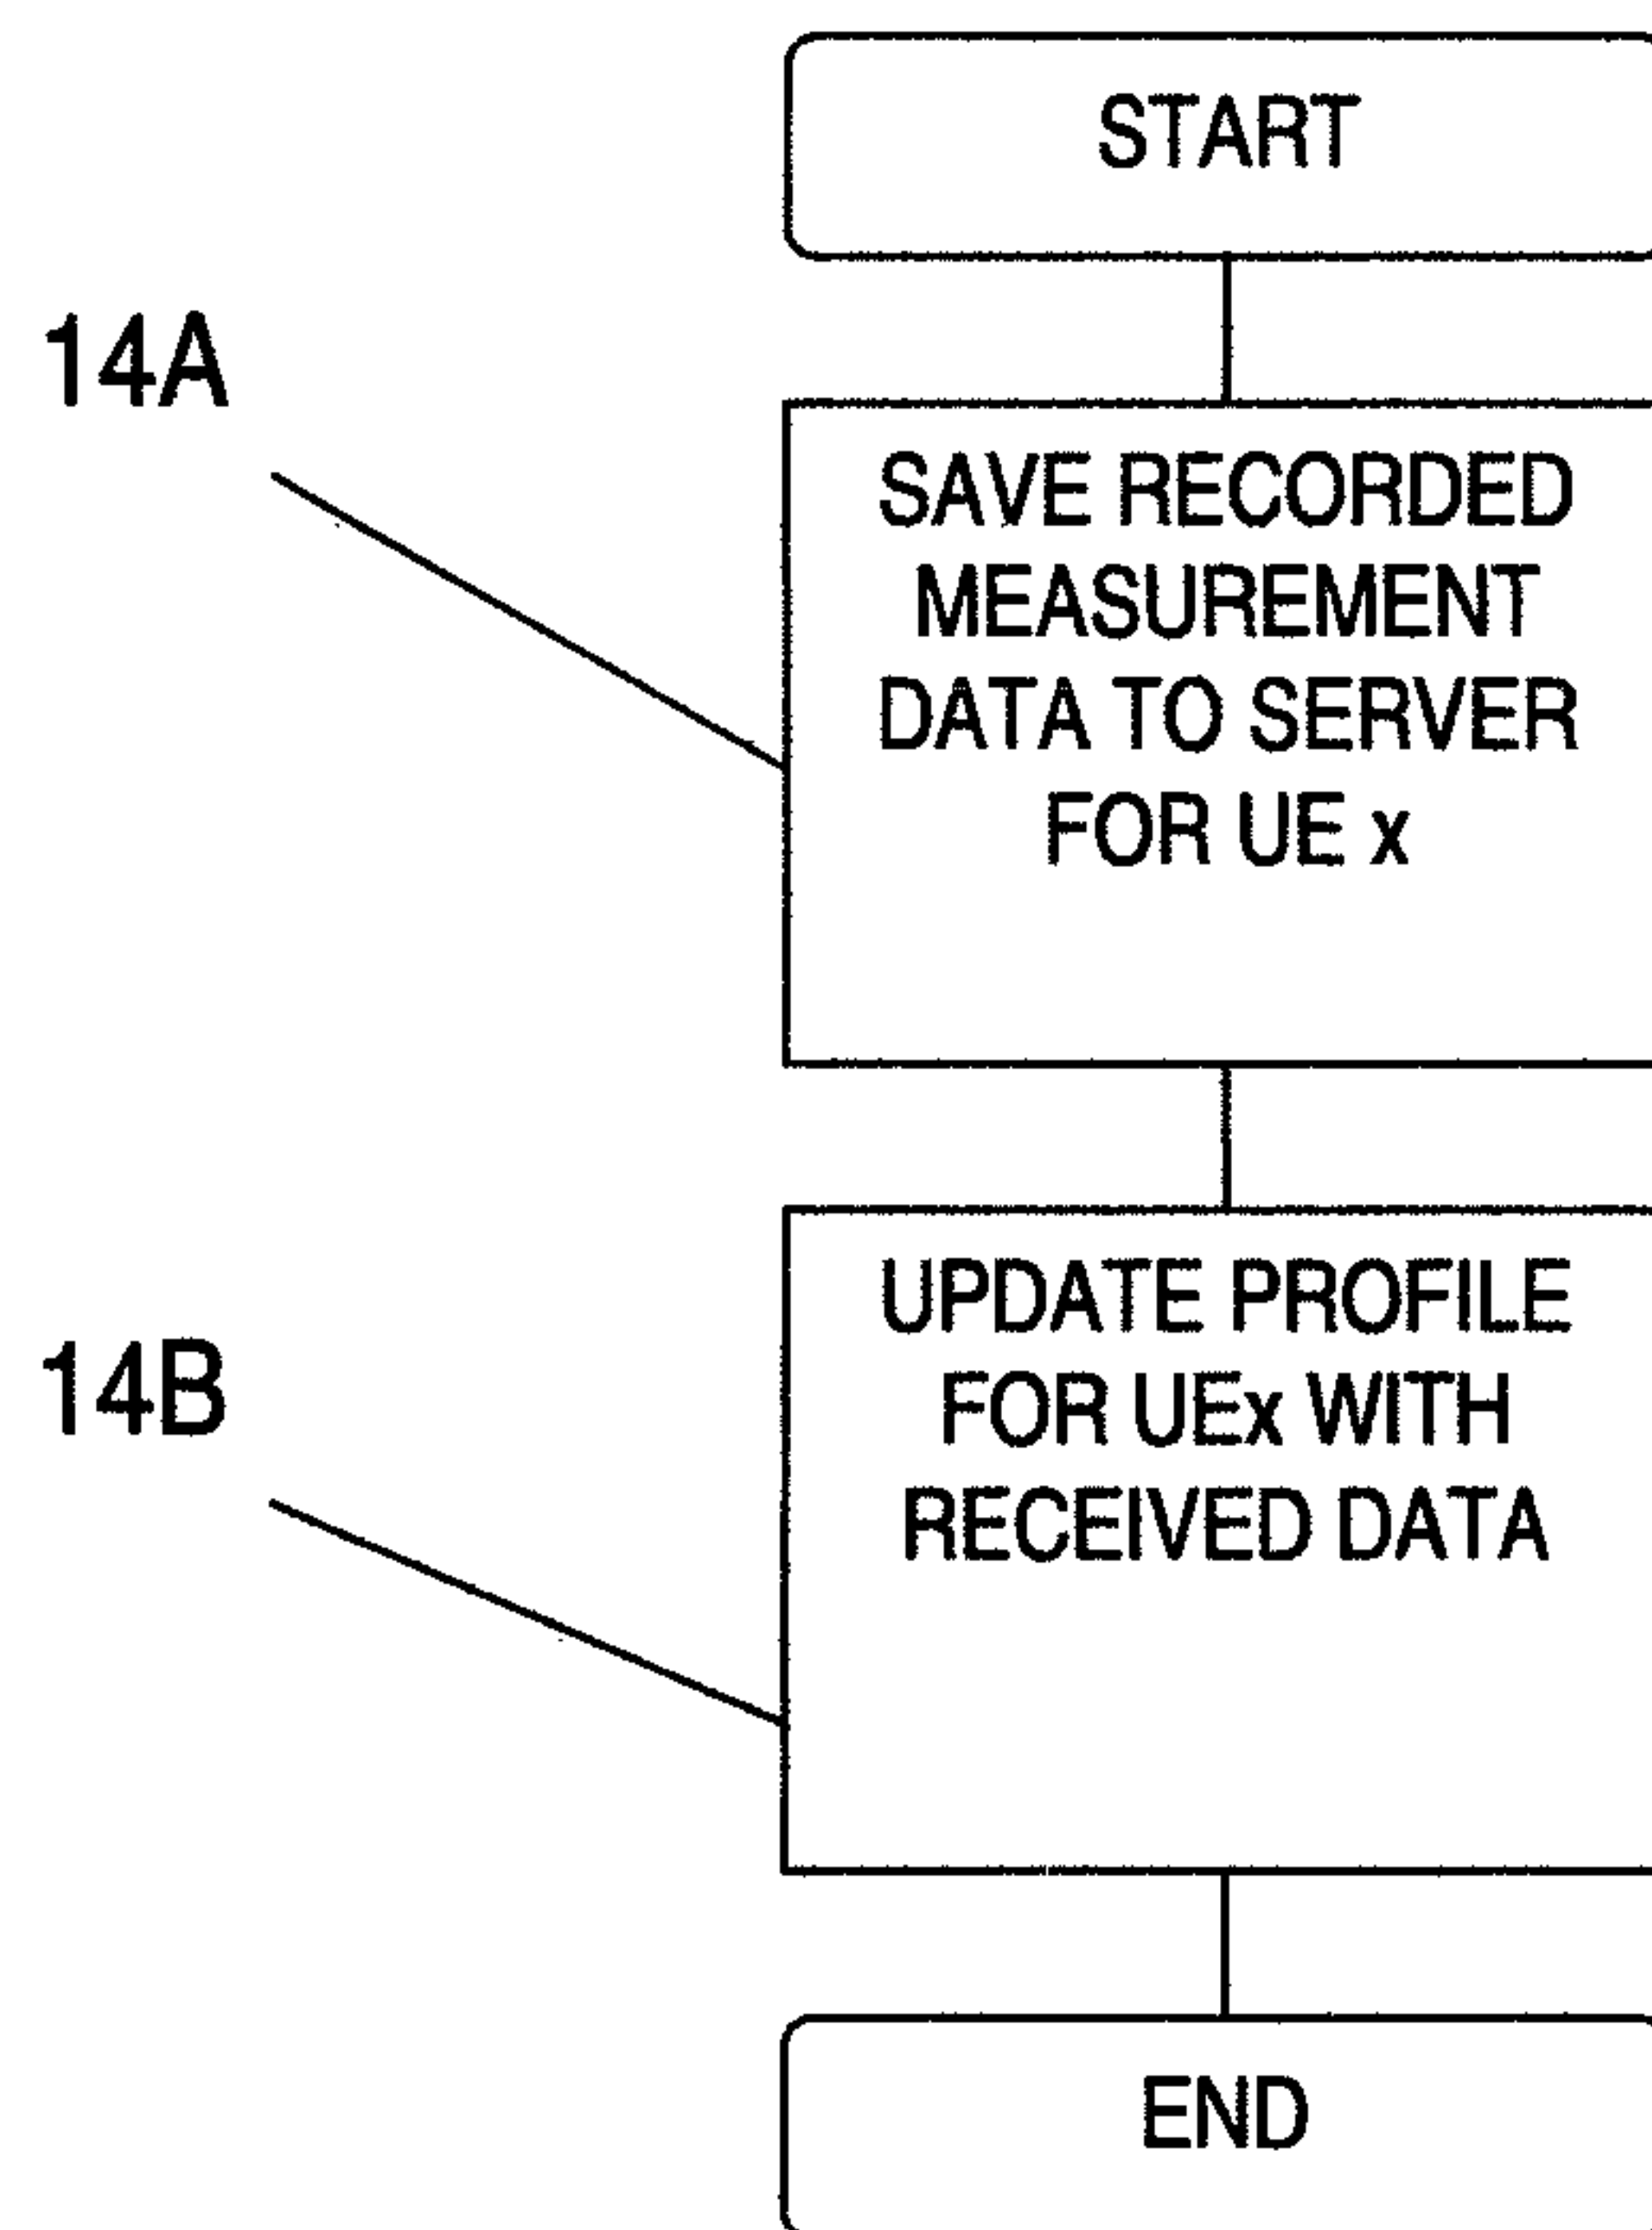 START
14A
SAVE RECORDED
MEASUREMENT
DATA TO SERVER
FOR UE x
UPDATE PROFILE
14B
FOR UEx WITH
RECEIVED DATA
END